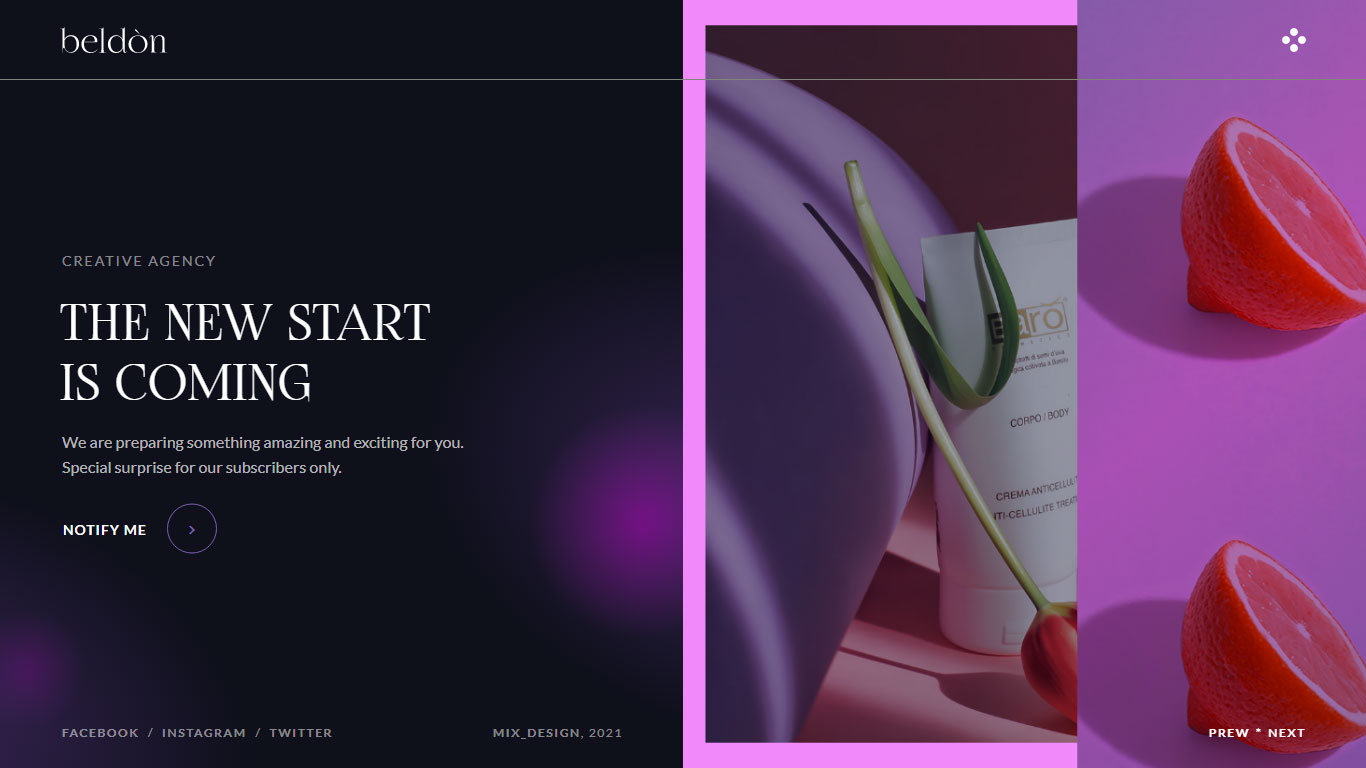 beldòn
CREATIVE AGENCY
THE NEW START
IS COMING
We are preparing something amazing and exciting for you.
Special surprise for our subscribers only.
NOTIFY ME
FACEBOOK / INSTAGRAM / TWITTER
MIX_DESIGN, 2021
CORPO / BODY
CREMA ANTICELLULI
ITI-CELLULITE TREAT
PREW * NEXT